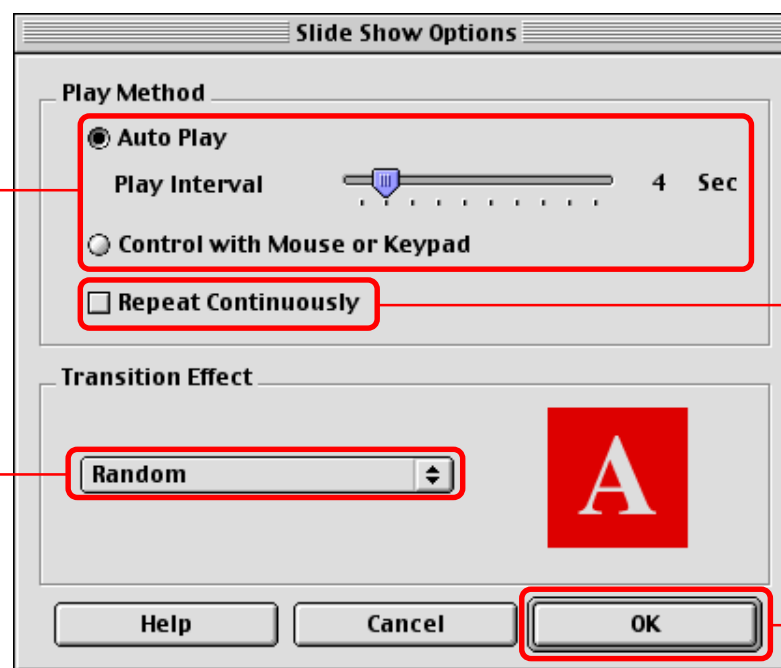 Slide Show Options
Play Method
Auto Play
Play Interval 4 Sec
Control with Mouse or Keypad
Repeat Continuously
Transition Effect
Random
A
Help Cancel OK